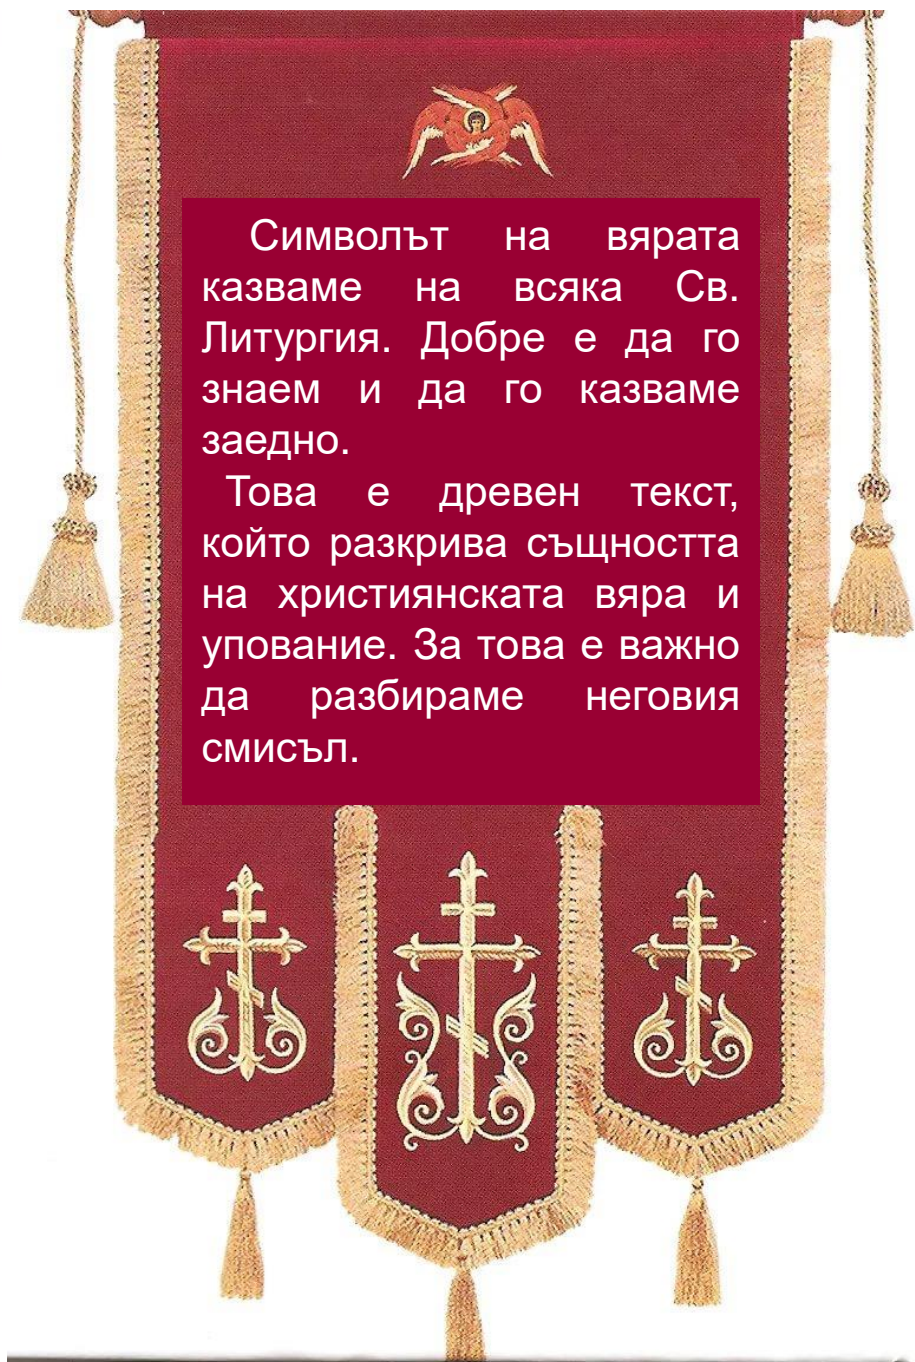 Символът на вярата
казваме на всяка Св.
Литургия. Добре е да го
знаем и да го казваме
заедно.
Това е древен текст,
който разкрива същността
на християнската вяра и
упование. За това е важно
да разбираме неговия
смисъл.